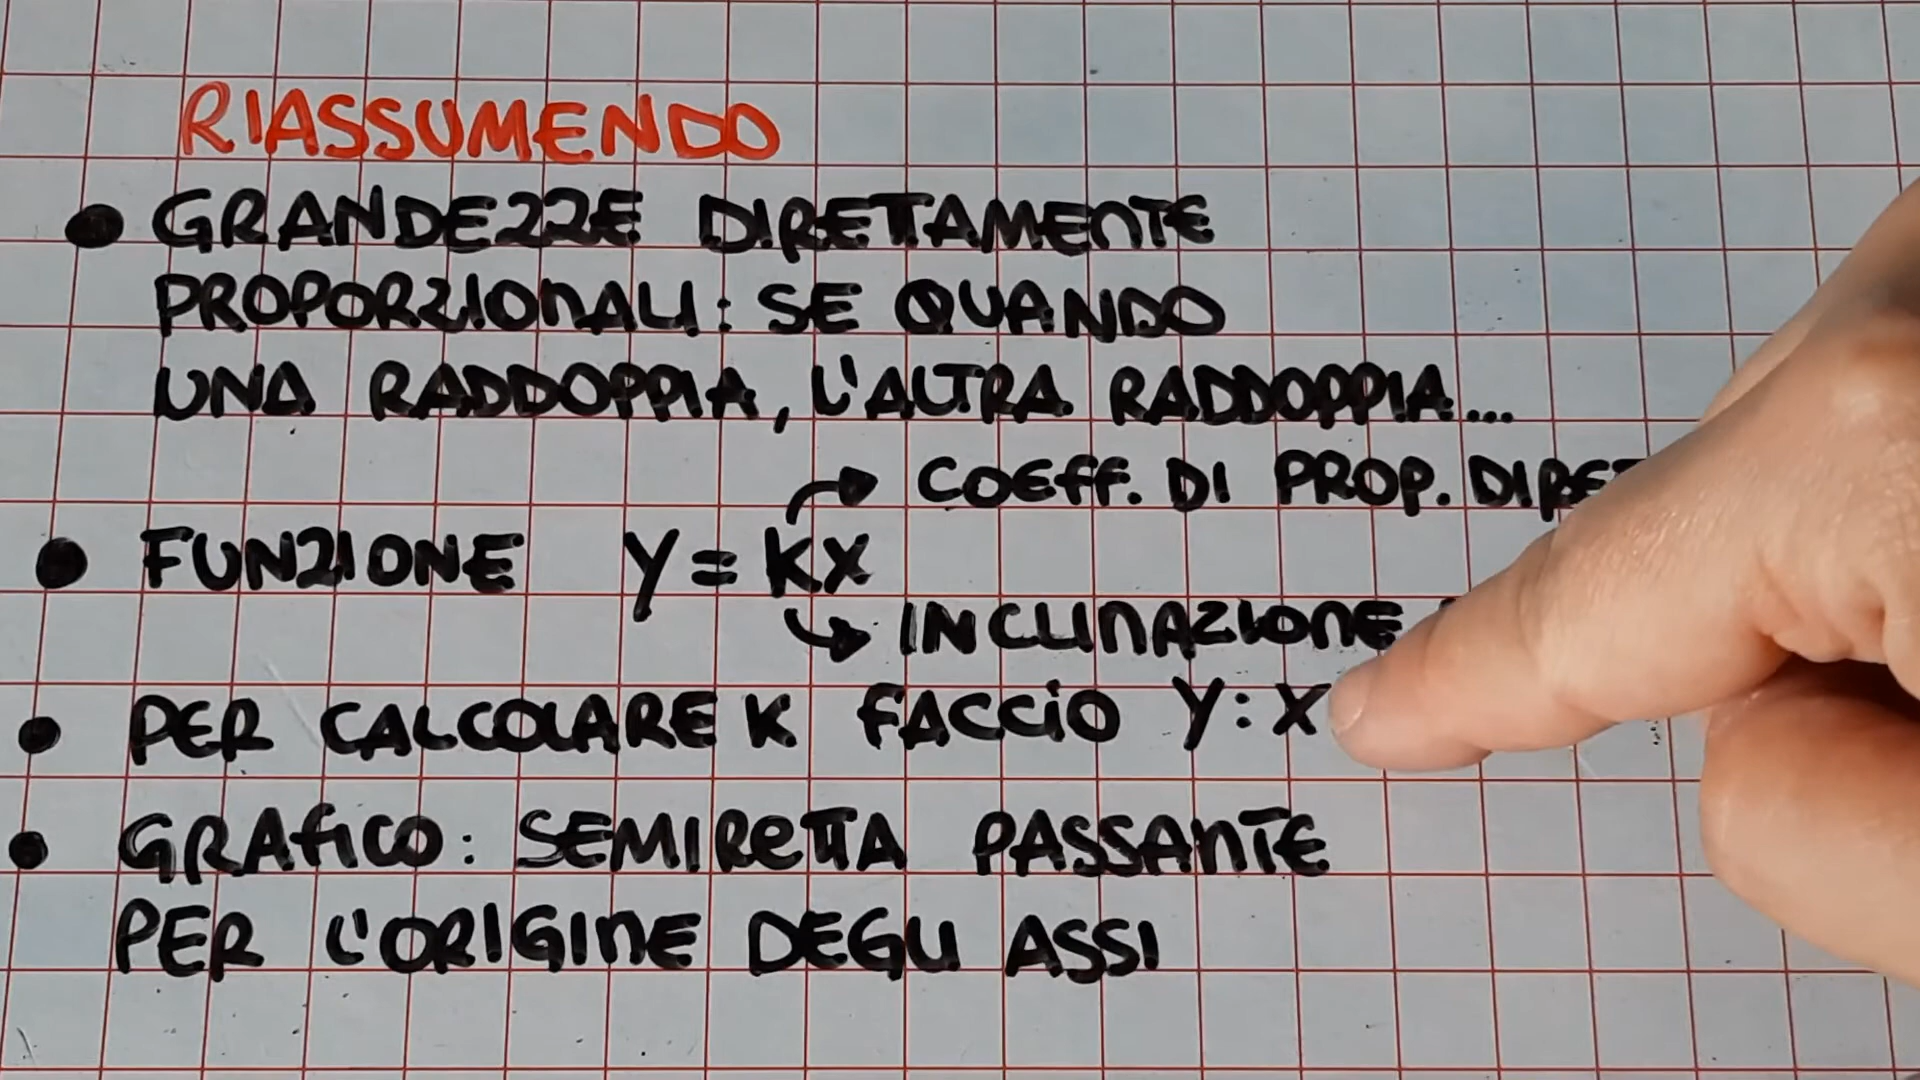 RIASSUMENDO
● GRANDEZZE DIRETTAMENTE
PROPORZIONALI: SE QUANDO
UNA RADDOPPIA, L'ALTRA RADDOPPIA...
COEFF. DI PROP.
● FUNZIONE Y = KX
INCLINAZIONE
● PER CALCOLARE K FACCIO Y:X
● GRAFICO: SEMIRETTA PASSANTE
PER L'ORIGINE DEGLI ASSI